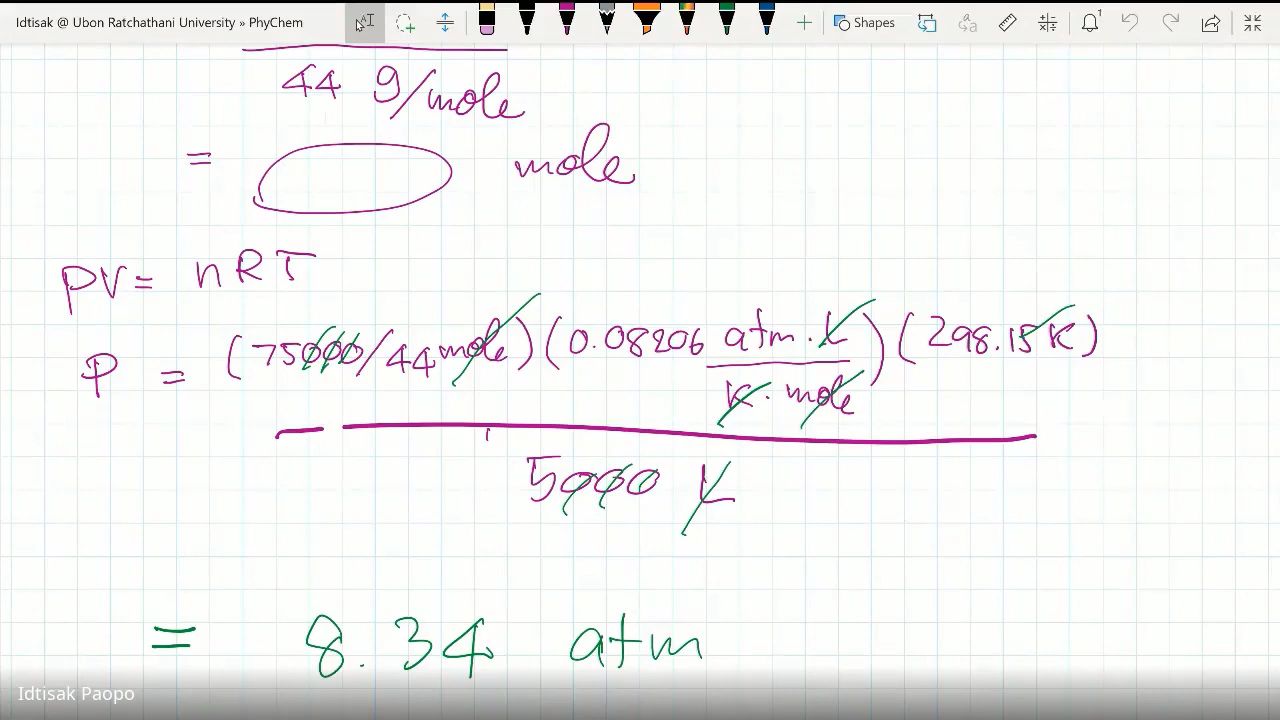 Idtisak @ Ubon Ratchathani University » PhyChem
Shapes
44 g/mole
= mole
PV = nRT
P = (75000/44 mole)(0.08206 atm·L / K·mole)(298.15 K)
5000 L
= 8.34 atm
Idtisak Paopo